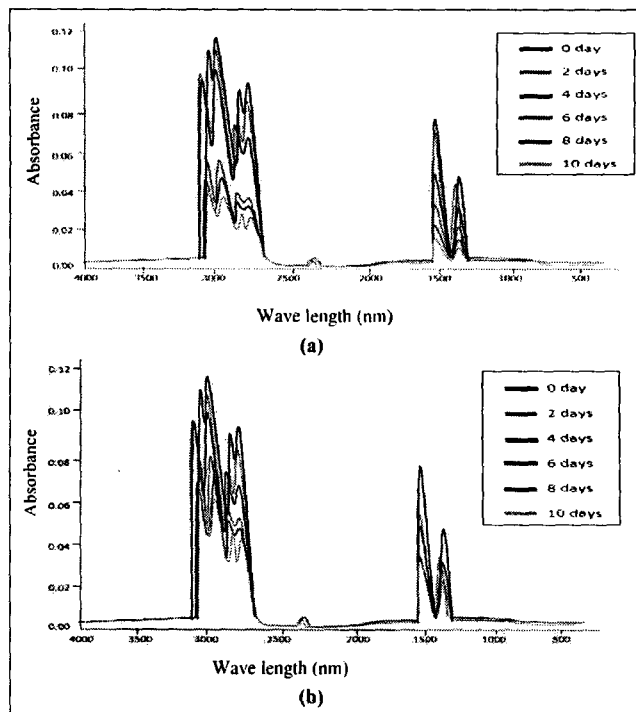 0.12
0.10
0.08
0.06
0.04
0.02
0.00
Absorbance
4000 3500 3000 2500 2000 1500 1000 500
Wave length (nm)
(a)
0 day
2 days
4 days
6 days
8 days
10 days
0.12
0.10
0.08
0.06
0.04
0.02
0.00
Absorbance
4000 3500 3000 2500 2000 1500 1000 500
Wave length (nm)
(b)
0 day
2 days
4 days
6 days
8 days
10 days